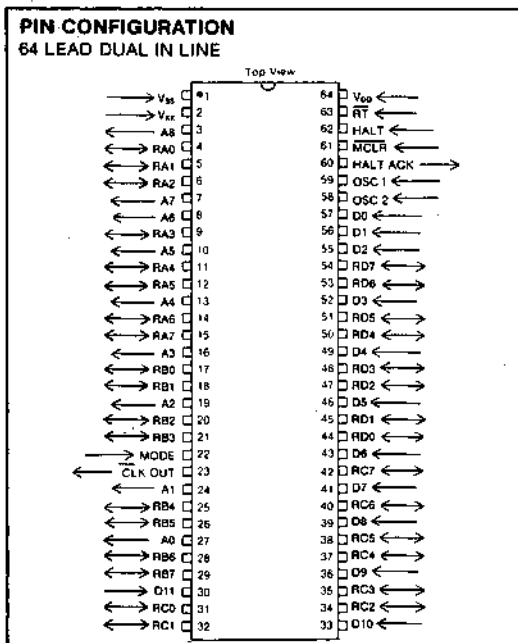 PIN CONFIGURATION
64 LEAD DUAL IN LINE
Top View
Vss 1 64 VDD
Vxx 2 63 RT
A8 3 62 HALT
RA0 4 61 MCLR
RA1 5 60 HALT ACK
RA2 6 59 OSC 1
A7 7 58 OSC 2
A6 8 57 D0
RA3 9 56 D1
A5 10 55 D2
RA4 11 54 RD7
RA5 12 53 RD6
A4 13 52 D3
RA6 14 51 RD5
RA7 15 50 RD4
A3 16 49 D4
RB0 17 48 RD3
RB1 18 47 RD2
A2 19 46 D5
RB2 20 45 RD1
RB3 21 44 RD0
MODE 22 43 D6
CLK OUT 23 42 RC7
A1 24 41 D7
RB4 25 40 RC6
RB5 26 39 D8
A0 27 38 RC5
RB6 28 37 RC4
RB7 29 36 D9
D11 30 35 RC3
RC0 31 34 RC2
RC1 32 33 D10